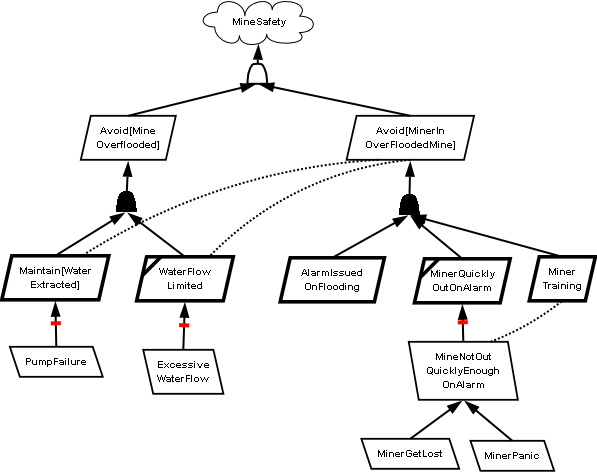 MineSafety
Avoid[Mine
Overflooded]
Avoid[MinerIn
OverFloodedMine]
Maintain[Water
Extracted]
WaterFlow
Limited
AlarmIssued
OnFlooding
MinerQuickly
OutOnAlarm
Miner
Training
PumpFailure
Excessive
WaterFlow
MineNotOut
QuicklyEnough
OnAlarm
MinerGetLost
MinerPanic